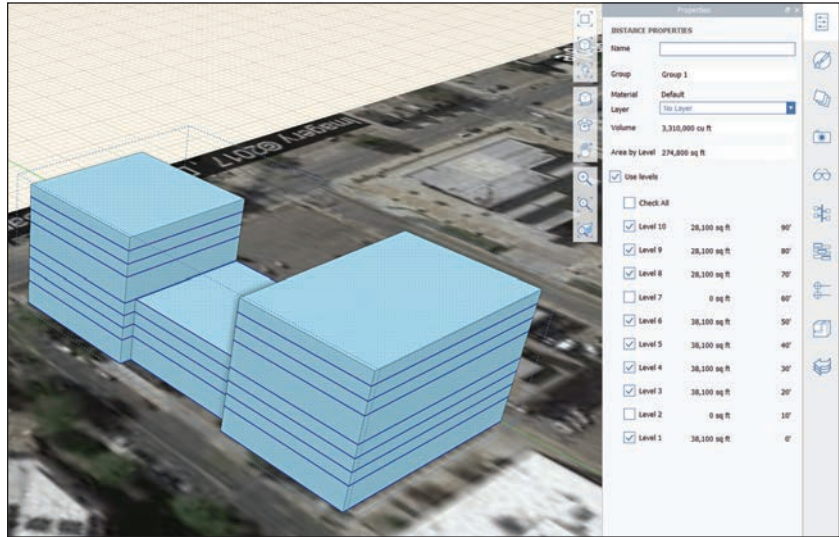 Properties
DISTANCE PROPERTIES
Name
Group Group 1
Material Default
Layer No Layer
Volume 3,310,000 cu ft
Area by Level 274,800 sq ft
Use levels
Check All
Level 10 28,100 sq ft 90'
Level 9 28,100 sq ft 80'
Level 8 28,100 sq ft 70'
Level 7 0 sq ft 60'
Level 6 38,100 sq ft 50'
Level 5 38,100 sq ft 40'
Level 4 38,100 sq ft 30'
Level 3 38,100 sq ft 20'
Level 2 0 sq ft 10'
Level 1 38,100 sq ft 0'
Imagery ©2017